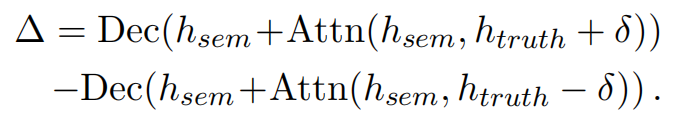 Δ = Dec(h_{sem}+Attn(h_{sem}, h_{truth} + δ))
−Dec(h_{sem}+Attn(h_{sem}, h_{truth} − δ)) .